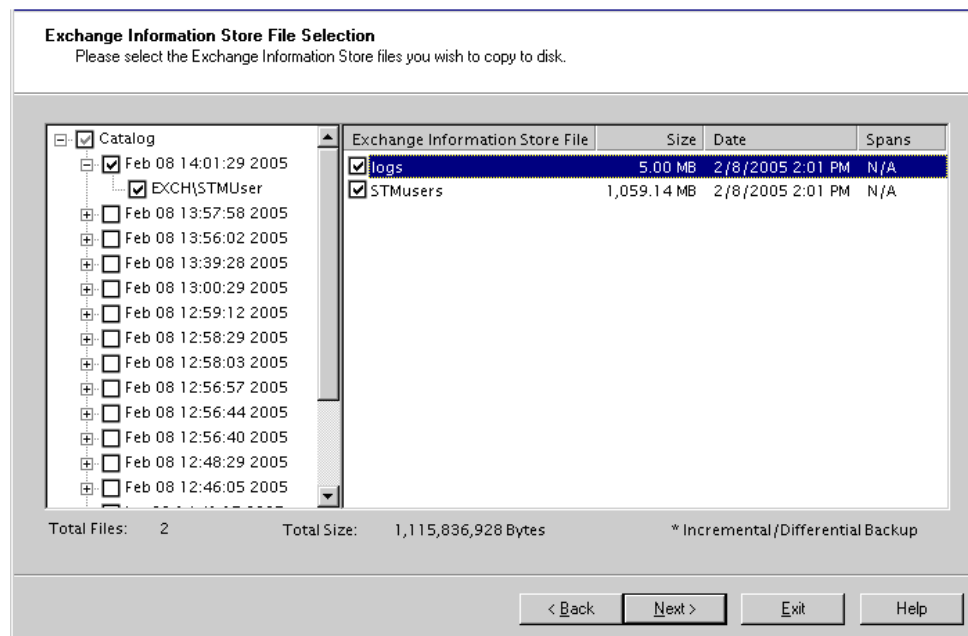 Exchange Information Store File Selection
Please select the Exchange Information Store files you wish to copy to disk.
Catalog
Feb 08 14:01:29 2005
EXCH\STMUser
Feb 08 13:57:58 2005
Feb 08 13:56:02 2005
Feb 08 13:39:28 2005
Feb 08 13:00:29 2005
Feb 08 12:59:12 2005
Feb 08 12:58:29 2005
Feb 08 12:58:03 2005
Feb 08 12:56:57 2005
Feb 08 12:56:44 2005
Feb 08 12:56:40 2005
Feb 08 12:48:29 2005
Feb 08 12:46:05 2005
Exchange Information Store File Size Date Spans
logs 5.00 MB 2/8/2005 2:01 PM N/A
STMusers 1,059.14 MB 2/8/2005 2:01 PM N/A
Total Files: 2 Total Size: 1,115,836,928 Bytes * Incremental/Differential Backup
< Back Next > Exit Help